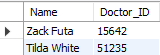 Name Doctor_ID
Zack Futa 15642
Tilda White 51235